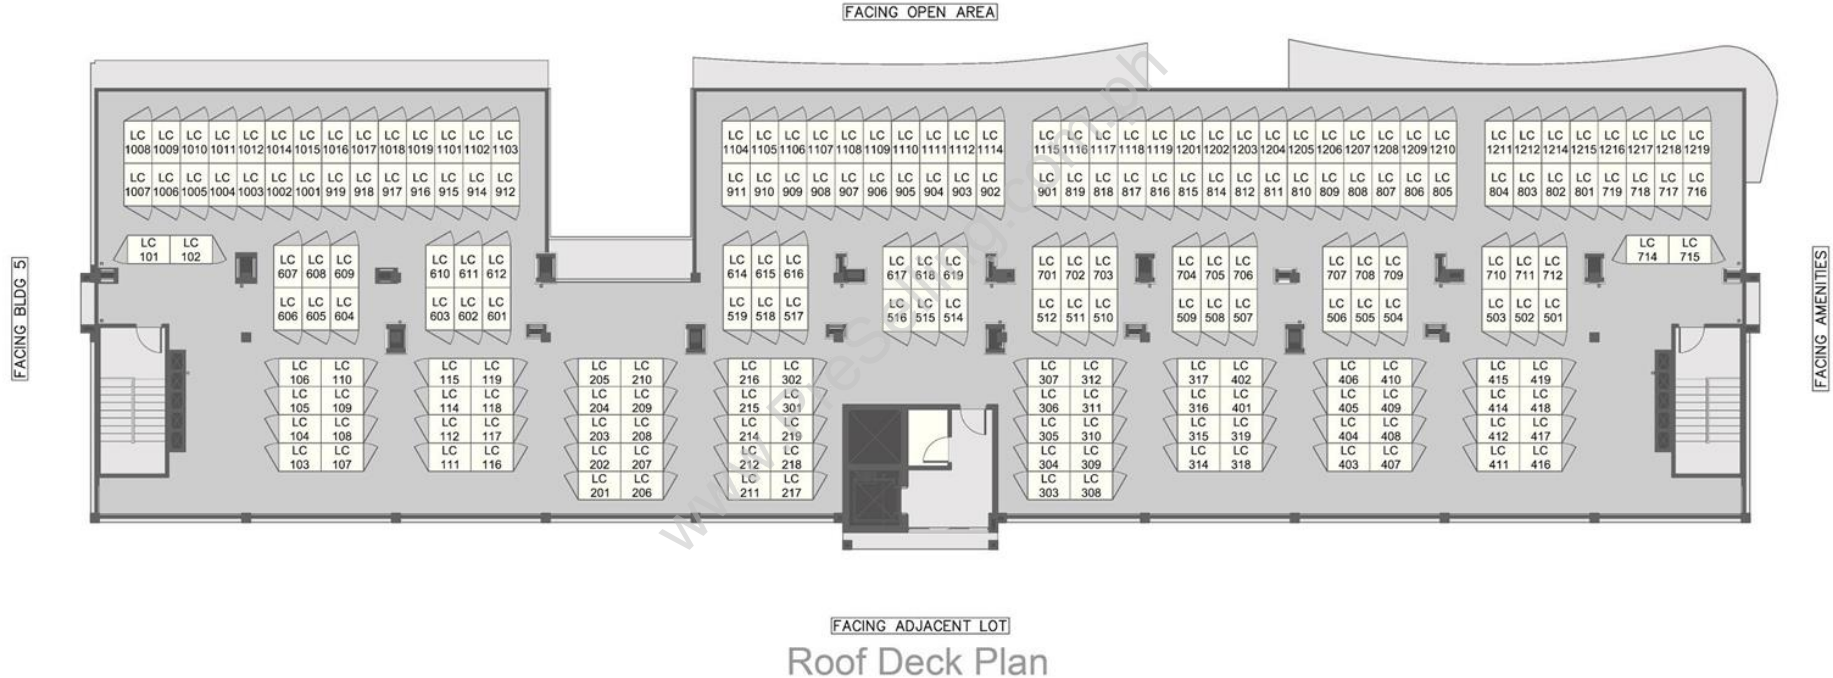 FACING OPEN AREA
LC LC LC LC LC LC LC LC LC LC LC LC LC LC
1008 1009 1010 1011 1012 1014 1015 1016 1017 1018 1019 1101 1102 1103
LC LC LC LC LC LC LC LC LC LC LC LC LC LC
1007 1006 1005 1004 1003 1002 1001 919 918 917 916 915 914 912
LC LC LC LC LC LC LC LC LC LC
1104 1105 1106 1107 1108 1109 1110 1111 1112 1114
LC LC LC LC LC LC LC LC LC LC
911 910 909 908 907 906 905 904 903 902
LC LC LC LC LC LC LC LC LC LC LC LC LC LC LC
1115 1116 1117 1118 1119 1201 1202 1203 1204 1205 1206 1207 1208 1209 1210
LC LC LC LC LC LC LC LC LC LC LC LC LC LC LC
901 819 818 817 816 815 814 812 811 810 809 808 807 806 805
LC LC LC LC LC LC LC LC
1211 1212 1214 1215 1216 1217 1218 1219
LC LC LC LC LC LC LC LC
804 803 802 801 719 718 717 716
LC LC
101 102
LC LC LC
607 608 609
LC LC LC
606 605 604
LC LC LC
610 611 612
LC LC LC
603 602 601
LC LC LC
614 615 616
LC LC LC
519 518 517
LC LC LC
617 618 619
LC LC LC
516 515 514
LC LC LC
701 702 703
LC LC LC
512 511 510
LC LC LC
704 705 706
LC LC LC
509 508 507
LC LC LC
707 708 709
LC LC LC
506 505 504
LC LC LC
710 711 712
LC LC LC
503 502 501
LC LC
714 715
FACING BLDG 5
FACING AMENITIES
LC LC
106 110
LC LC
105 109
LC LC
104 108
LC LC
103 107
LC LC
115 119
LC LC
114 118
LC LC
112 117
LC LC
111 116
LC LC
205 210
LC LC
204 209
LC LC
203 208
LC LC
202 207
LC LC
201 206
LC LC
216 302
LC LC
215 301
LC LC
214 219
LC LC
212 218
LC LC
211 217
LC LC
307 312
LC LC
306 311
LC LC
305 310
LC LC
304 309
LC LC
303 308
LC LC
317 402
LC LC
316 401
LC LC
315 319
LC LC
314 318
LC LC
406 410
LC LC
405 409
LC LC
404 408
LC LC
403 407
LC LC
415 419
LC LC
414 418
LC LC
412 417
LC LC
411 416
www.PreSelling.com.ph
FACING ADJACENT LOT
Roof Deck Plan